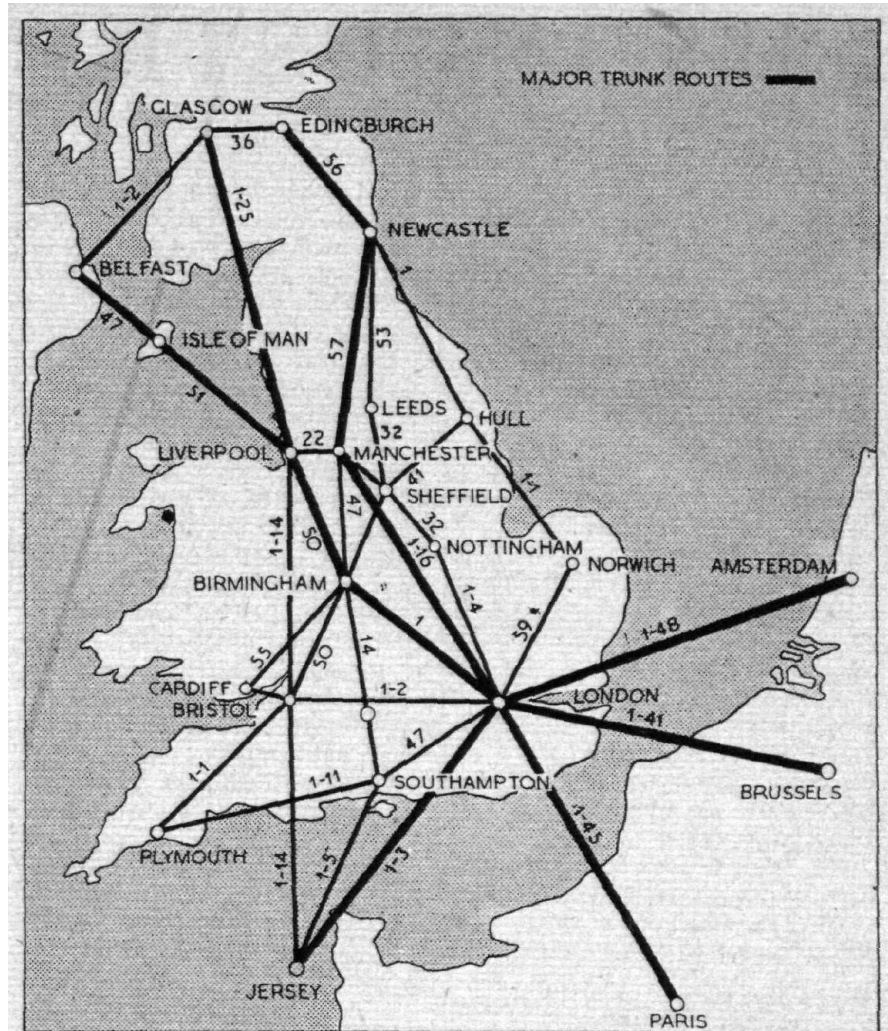 MAJOR TRUNK ROUTES
GLASGOW
EDINGBURGH
36
56
1-2
1-25
NEWCASTLE
BELFAST
1
47
ISLE OF MAN
57
53
51
LEEDS
HULL
32
22
LIVERPOOL
MANCHESTER
41
SHEFFIELD
1-1
47
32
1-14
50
1-16
NOTTINGHAM
NORWICH
AMSTERDAM
BIRMINGHAM
1
1-4
59
1-48
55
50
14
CARDIFF
BRISTOL
1-2
LONDON
1-41
47
1-1
1-11
SOUTHAMPTON
BRUSSELS
1-45
PLYMOUTH
1-14
1-5
1-3
JERSEY
PARIS